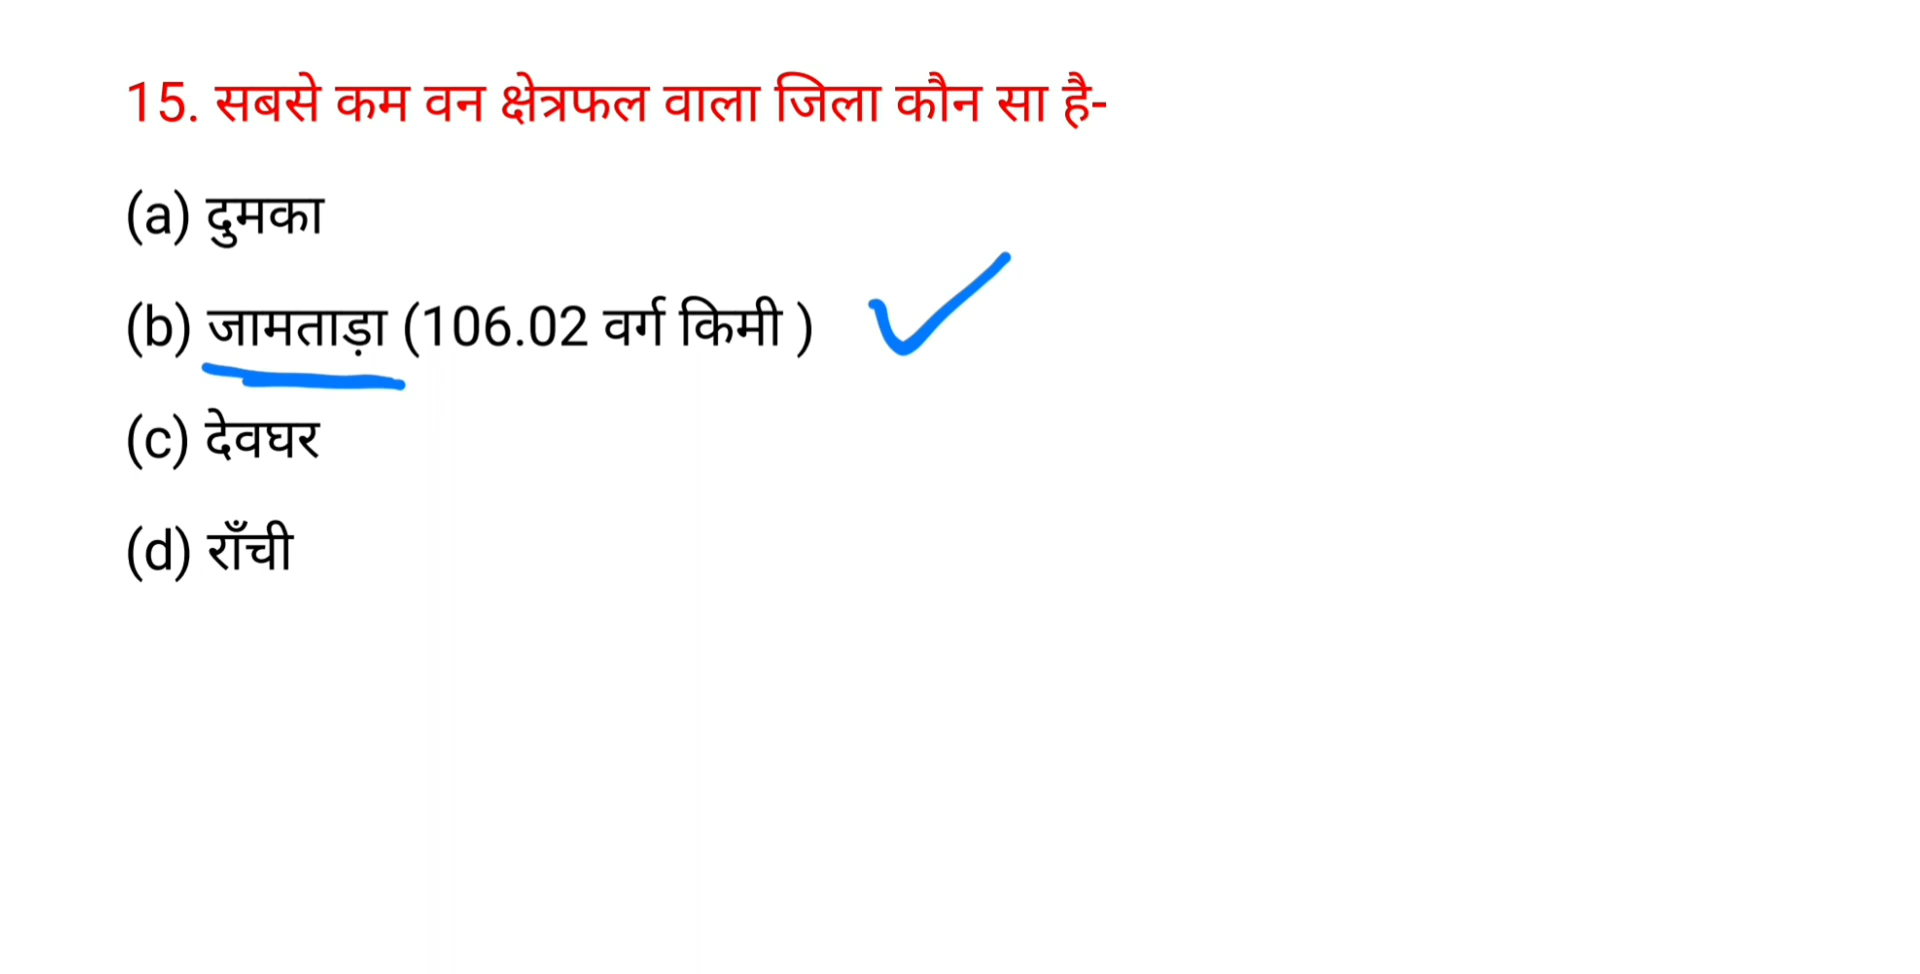 15. सबसे कम वन क्षेत्रफल वाला जिला कौन सा है-
(a) दुमका
(b) जामताड़ा (106.02 वर्ग किमी )
(c) देवघर
(d) राँची